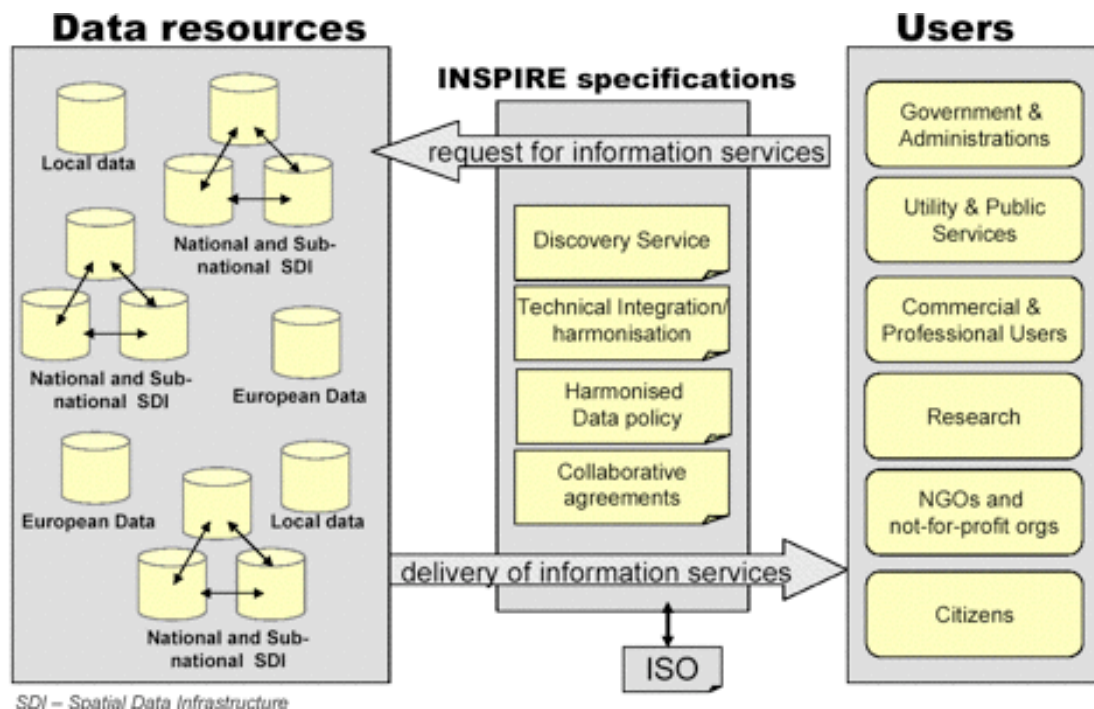 Data resources
Users
INSPIRE specifications
Local data
National and Sub-
national SDI
National and Sub-
national SDI
European Data
European Data
Local data
National and Sub-
national SDI
request for information services
Discovery Service
Technical Integration/
harmonisation
Harmonised
Data policy
Collaborative
agreements
delivery of information services
ISO
Government &
Administrations
Utility & Public
Services
Commercial &
Professional Users
Research
NGOs and
not-for-profit orgs
Citizens
SDI – Spatial Data Infrastructure